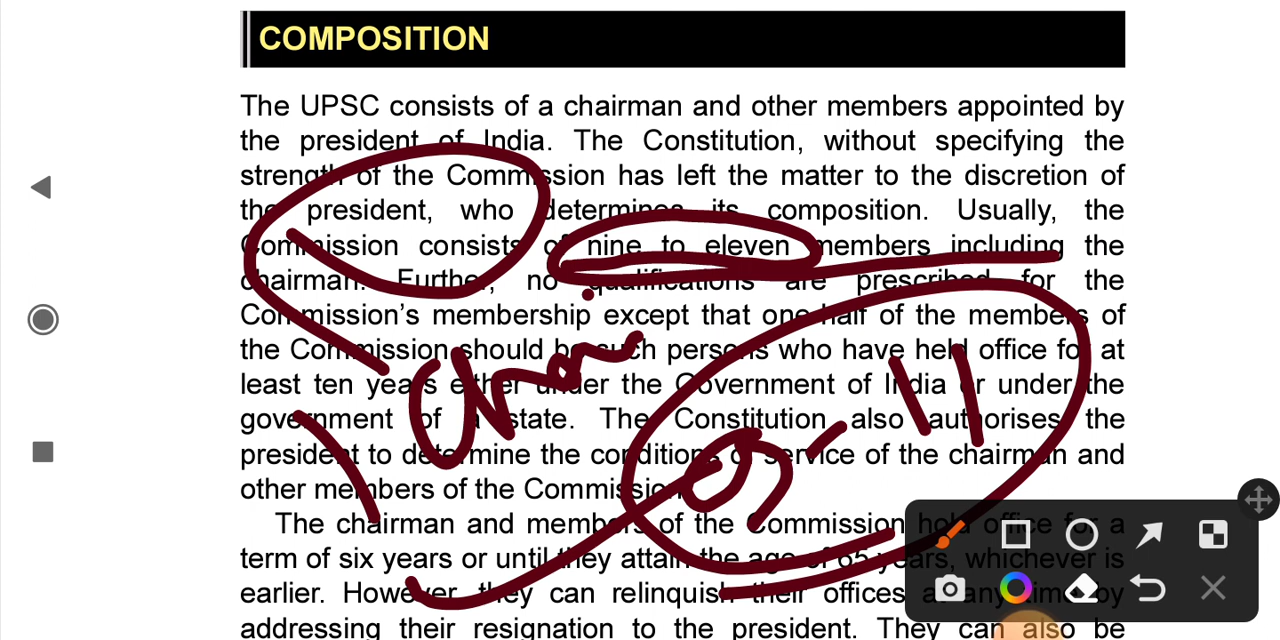 COMPOSITION
The UPSC consists of a chairman and other members appointed by
the president of India. The Constitution, without specifying the
strength of the Commission has left the matter to the discretion of
the president, who determines its composition. Usually, the
Commission consists of nine to eleven members including the
chairman. Further, no qualifications are prescribed for the
Commission's membership except that one-half of the members of
the Commission should be such persons who have held office for at
least ten years either under the Government of India or under the
government of a state. The Constitution also authorises the
president to determine the conditions of service of the chairman and
other members of the Commission.
The chairman and members of the Commission hold office for a
term of six years or until they attain the age of 65 years, whichever is
earlier. However, they can relinquish their offices at any time by
addressing their resignation to the president. They can also be
9-11